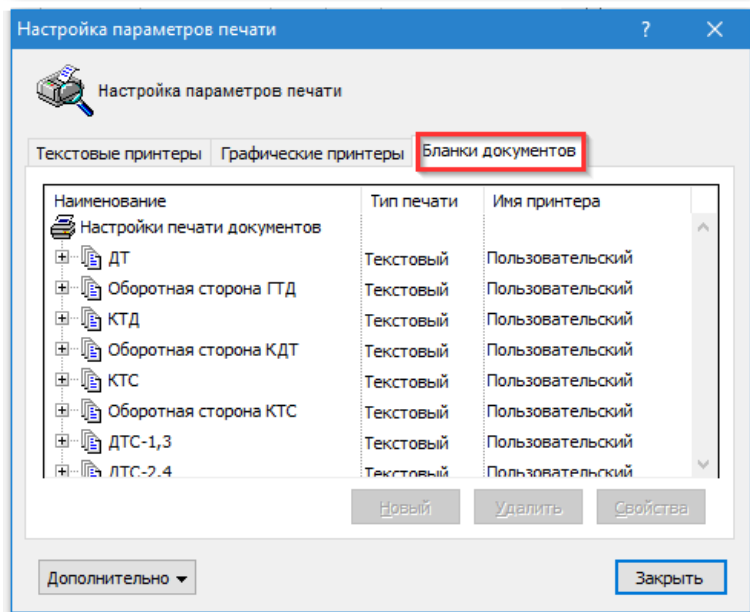 Настройка параметров печати
Настройка параметров печати
Текстовые принтеры Графические принтеры Бланки документов
Наименование Тип печати Имя принтера
Настройки печати документов
ДТ Текстовый Пользовательский
Оборотная сторона ГТД Текстовый Пользовательский
КТД Текстовый Пользовательский
Оборотная сторона КДТ Текстовый Пользовательский
КТС Текстовый Пользовательский
Оборотная сторона КТС Текстовый Пользовательский
ДТС-1,3 Текстовый Пользовательский
ДТС-2,4 Текстовый Пользовательский
Новый Удалить Свойства
Дополнительно Закрыть